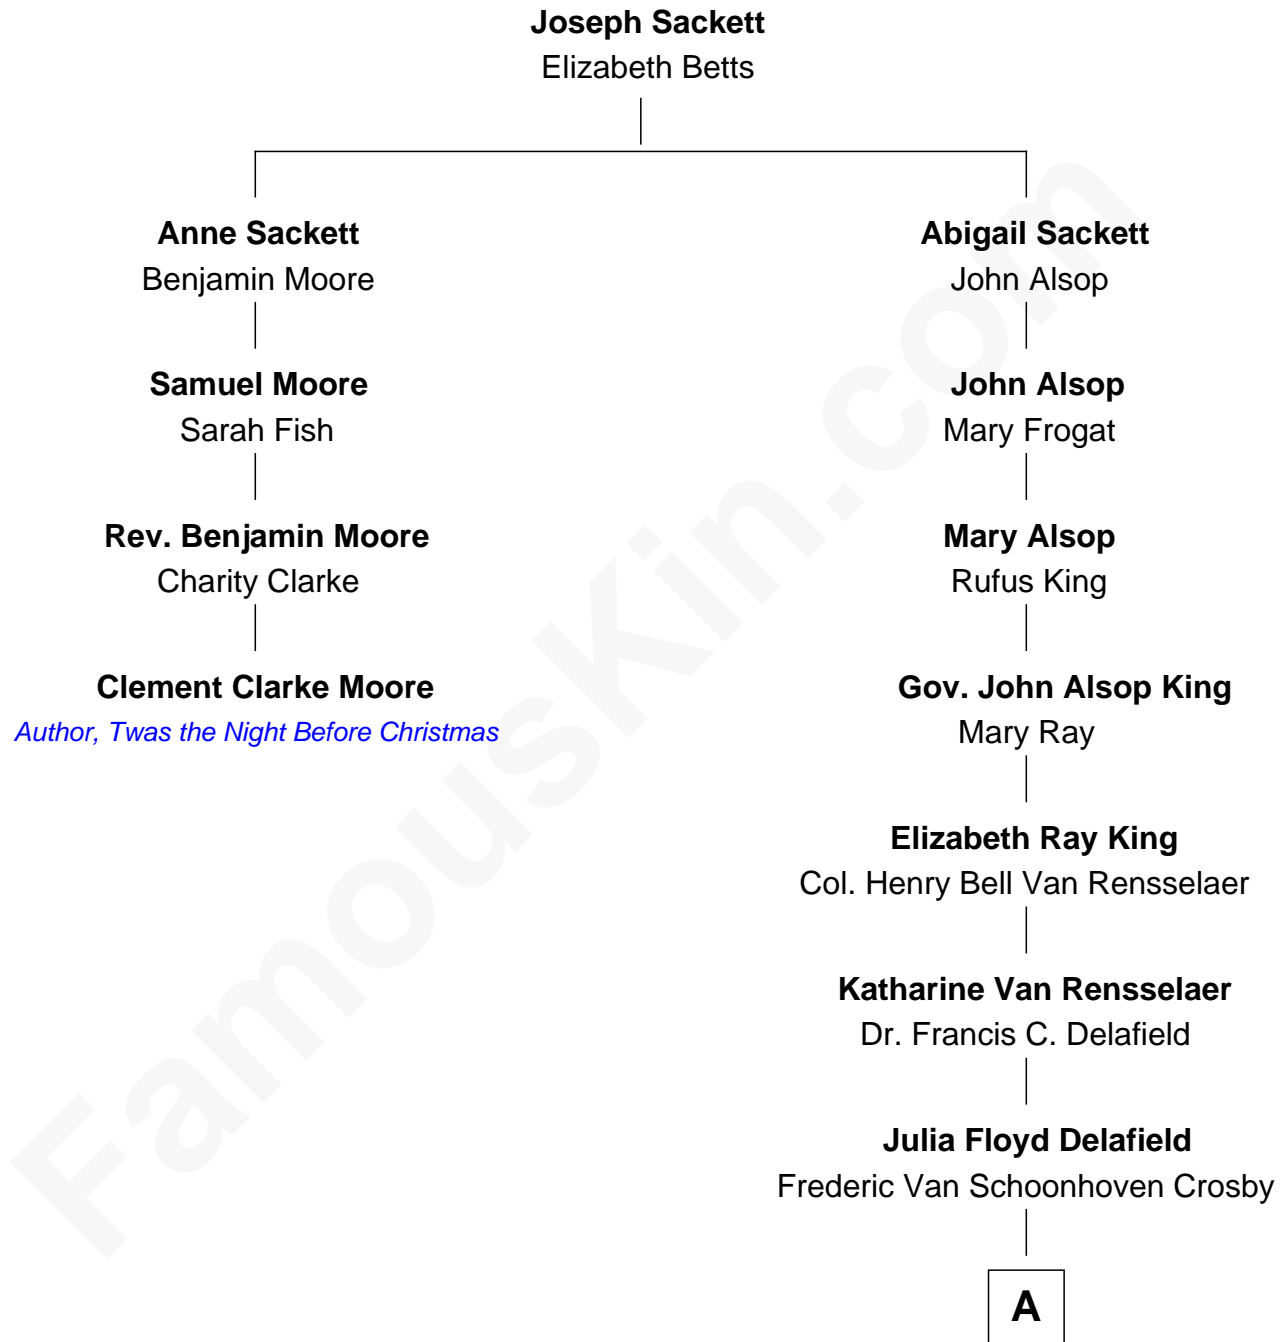 Joseph Sackett
Elizabeth Betts
Anne Sackett
Benjamin Moore
Abigail Sackett
John Alsop
Samuel Moore
Sarah Fish
John Alsop
Mary Frogat
Rev. Benjamin Moore
Charity Clarke
Mary Alsop
Rufus King
Clement Clarke Moore
Author, Twas the Night Before Christmas
Gov. John Alsop King
Mary Ray
Elizabeth Ray King
Col. Henry Bell Van Rensselaer
Katharine Van Rensselaer
Dr. Francis C. Delafield
Julia Floyd Delafield
Frederic Van Schoonhoven Crosby
A
FamousKin.com